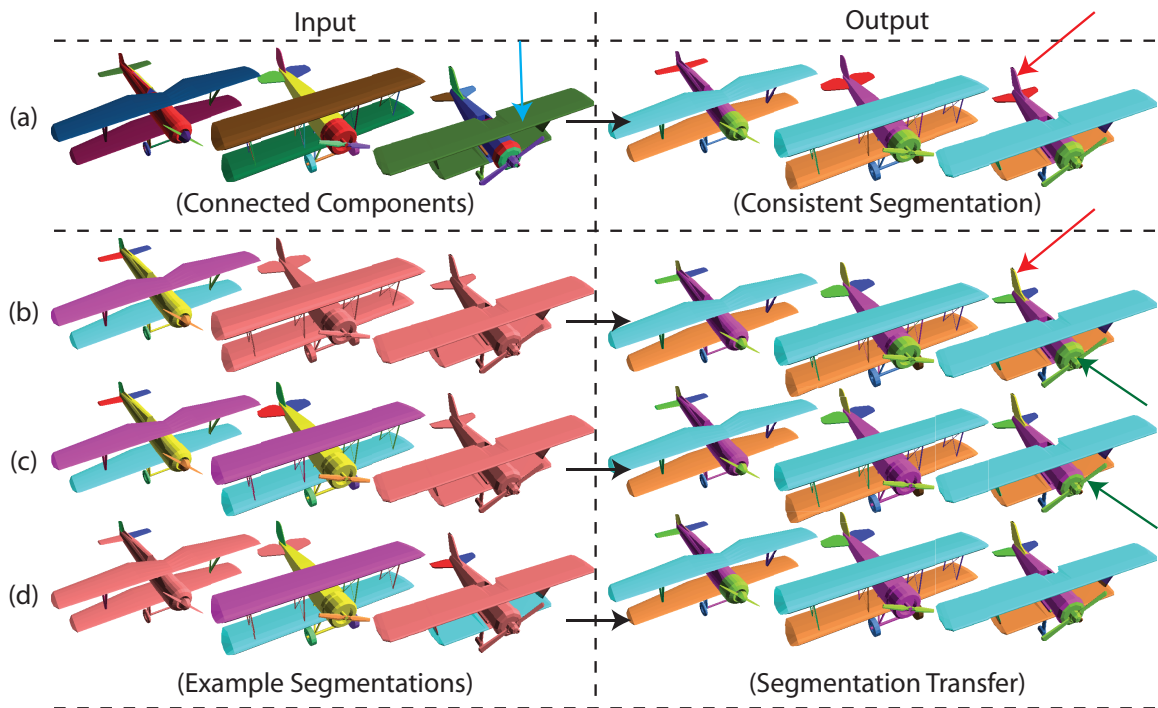 Input
Output
(a)
(Connected Components)
(Consistent Segmentation)
(b)
(c)
(d)
(Example Segmentations)
(Segmentation Transfer)